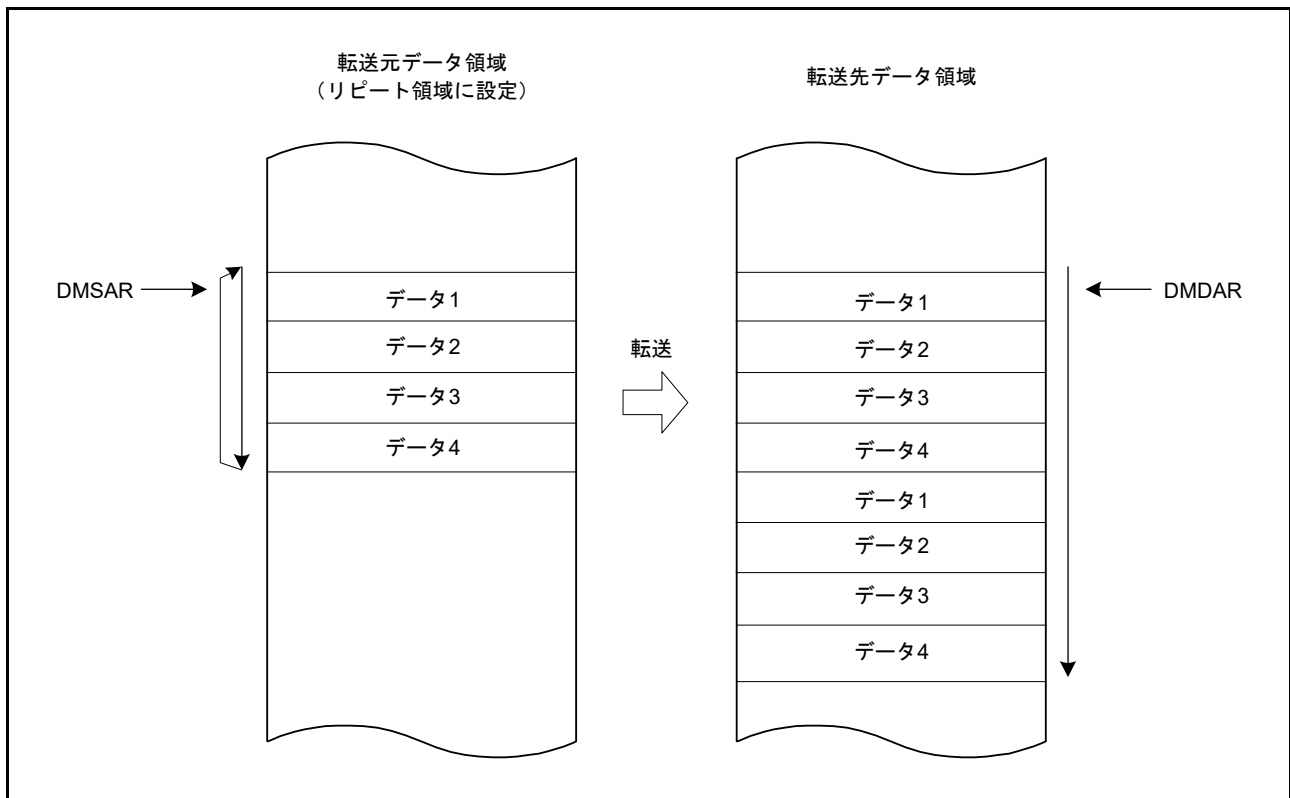 転送元データ領域
（リピート領域に設定）
転送先データ領域
DMSAR
データ1
データ2
データ3
データ4
転送
データ1
データ2
データ3
データ4
データ1
データ2
データ3
データ4
DMDAR